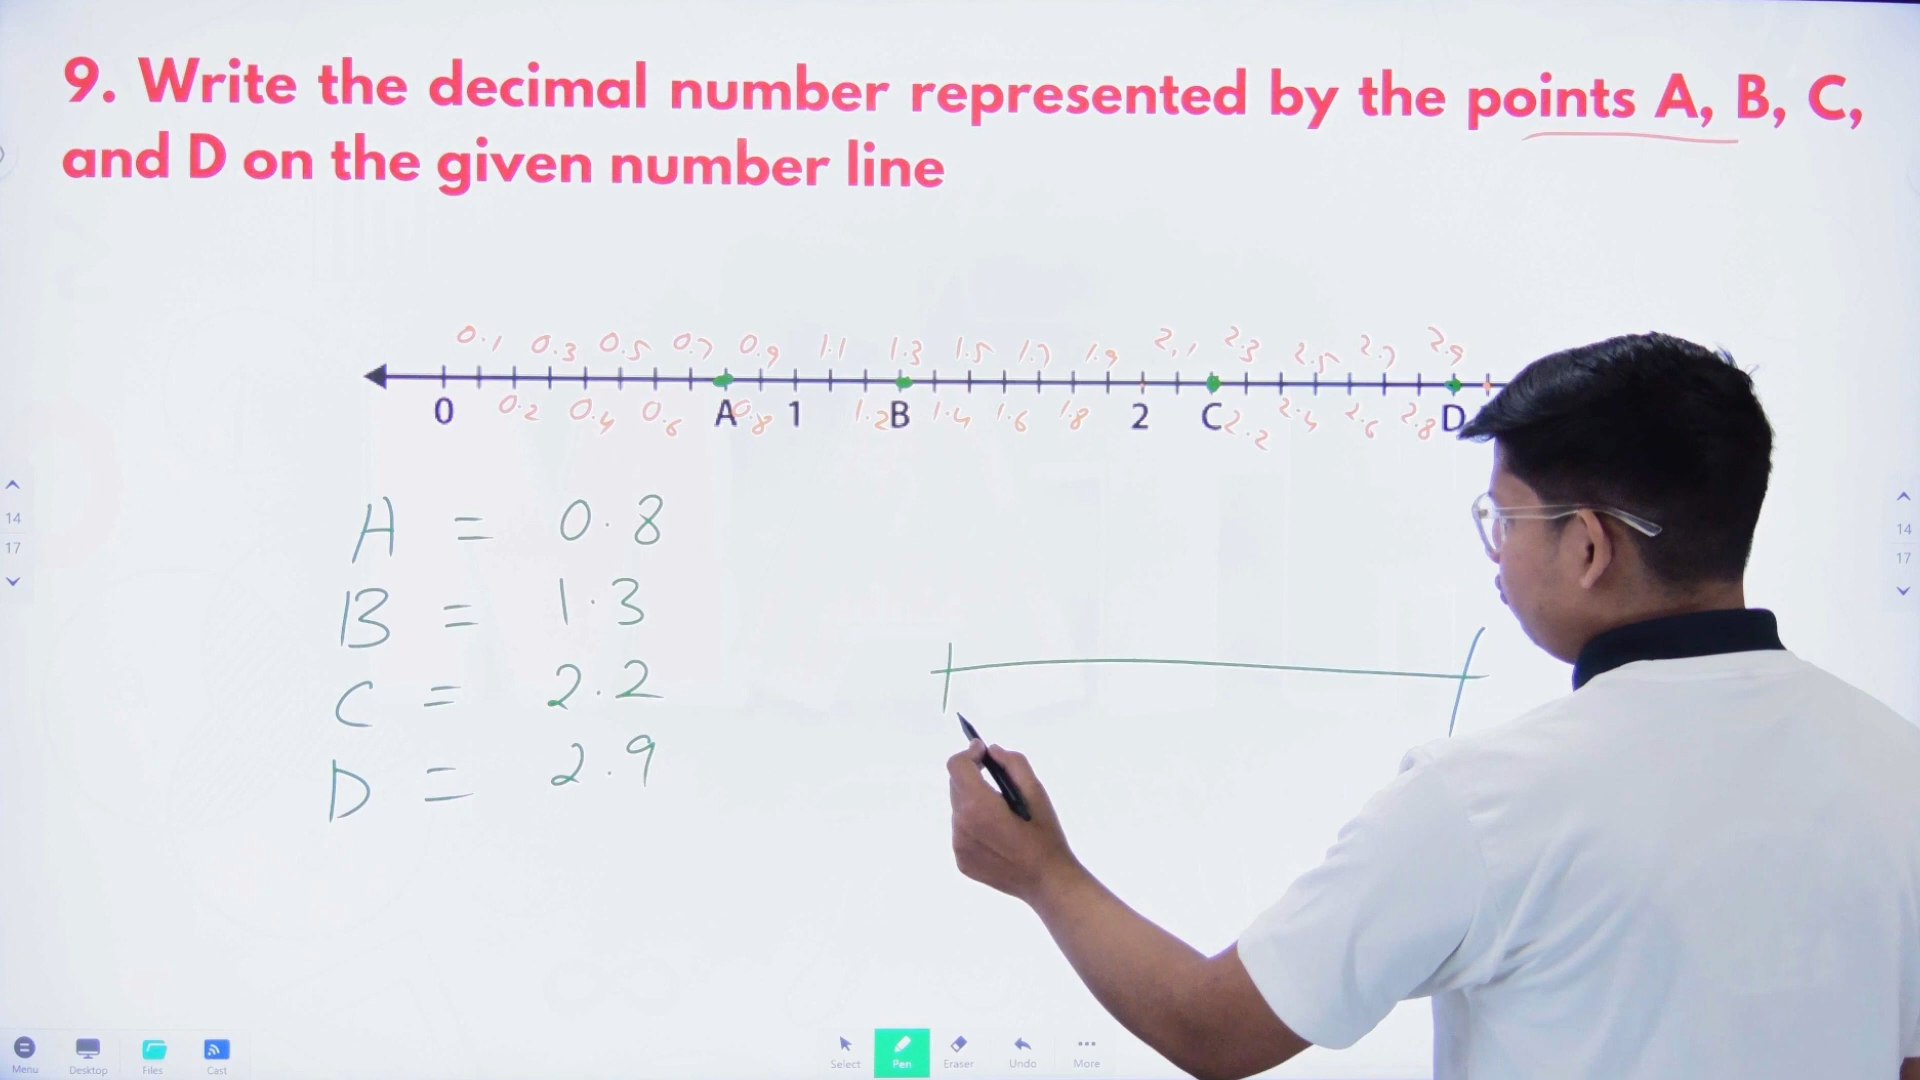 9. Write the decimal number represented by the points A, B, C,
and D on the given number line
0.1 0.3 0.5 0.7 0.9 1.1 1.3 1.5 1.7 1.9 2.1 2.3 2.5 2.7 2.9
0 0.2 0.4 0.6 A 0.8 1 1.2 B 1.4 1.6 1.8 2 C 2.2 2.4 2.6 2.8 D
A = 0.8
B = 1.3
C = 2.2
D = 2.9
14
17
14
17
Menu Desktop Files Cast Select Pen Eraser Undo More